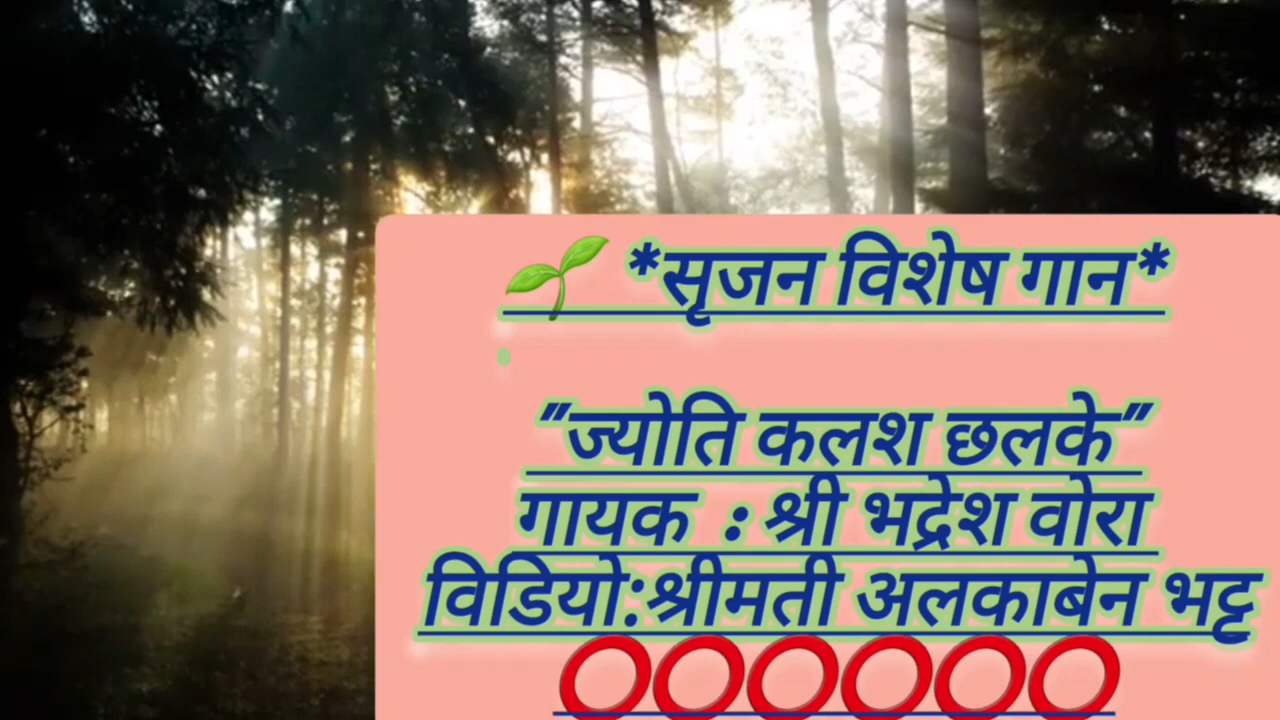 🌱 *सृजन विशेष गान*
"ज्योति कलश छलके"
गायक : श्री भद्रेश वोरा
विडियो:श्रीमती अलकाबेन भट्ट
⭕⭕⭕⭕⭕⭕